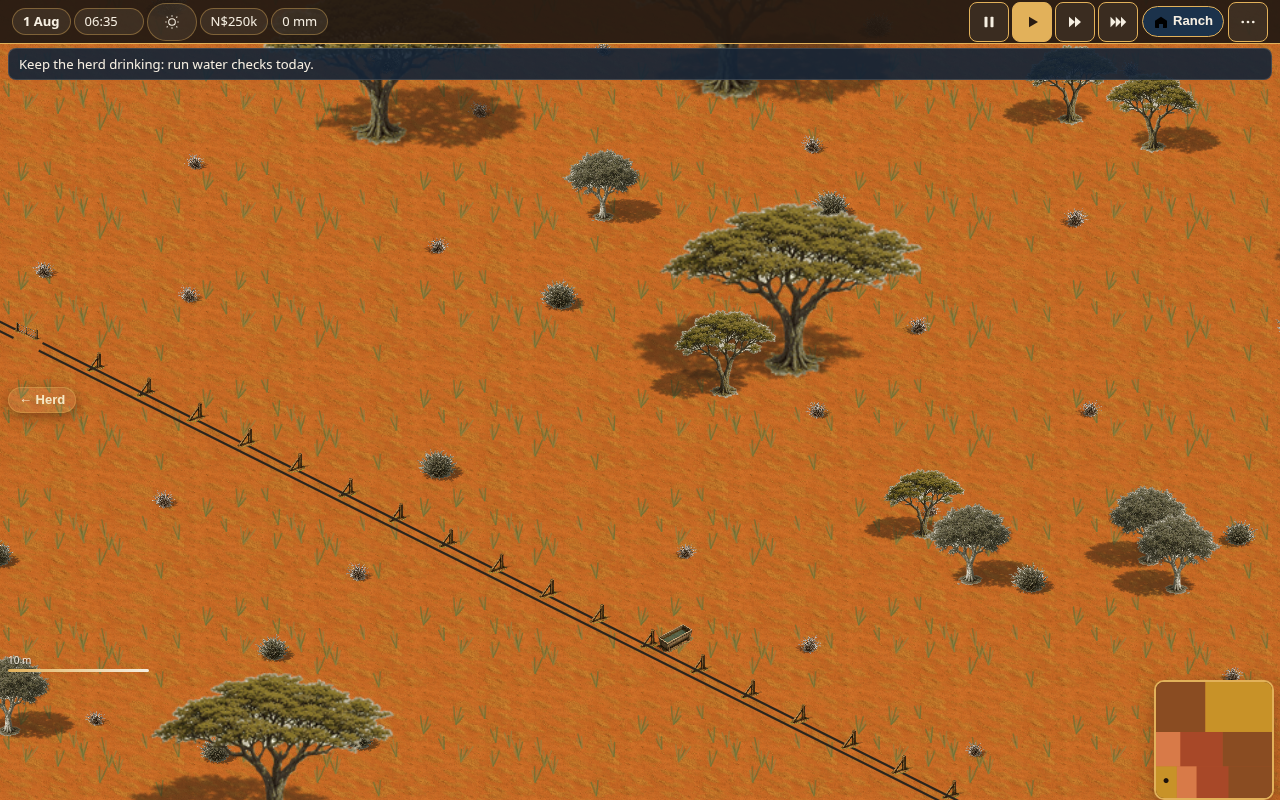 1 Aug 06:35 N$250k 0 mm Ranch
Keep the herd drinking: run water checks today.
← Herd
10 m